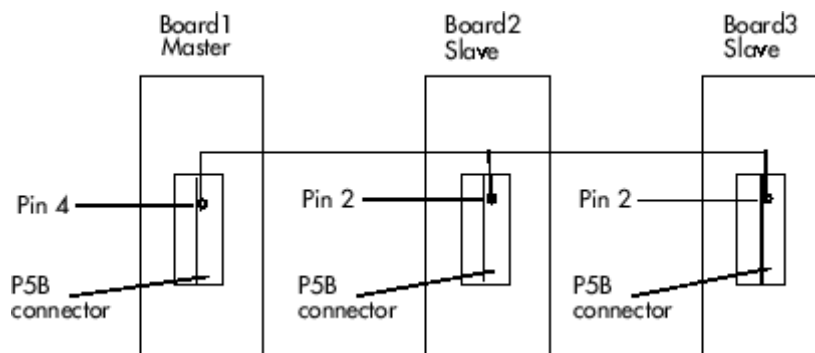 Board1
Master
Board2
Slave
Board3
Slave
Pin 4
Pin 2
Pin 2
P5B
connector
P5B
connector
P5B
connector